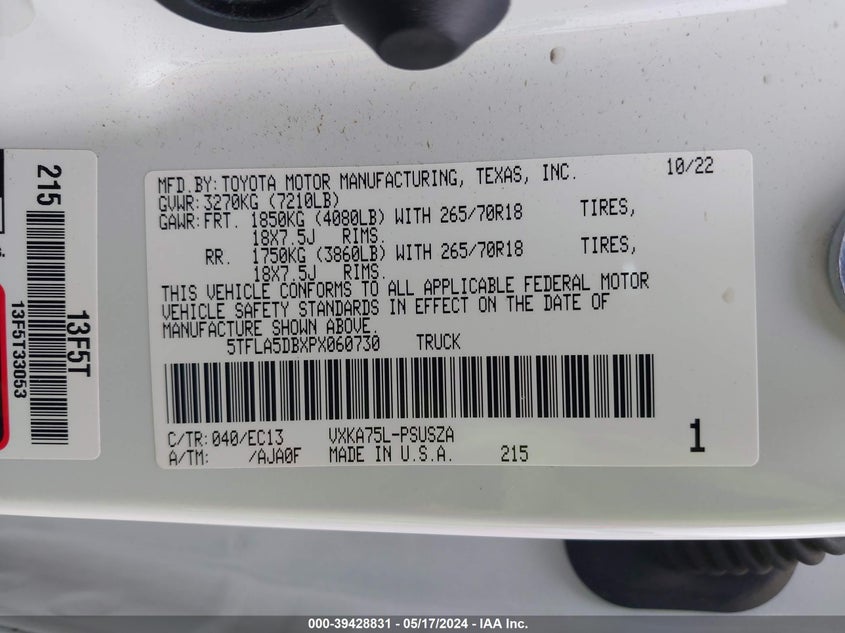 215
13F5T
13F5T33053
MFD.BY: TOYOTA MOTOR MANUFACTURING, TEXAS, INC. 10/22
GVWR: 3270KG (7210LB)
GAWR: FRT. 1850KG (4080LB) WITH 265/70R18 TIRES,
18X7.5J RIMS.
RR. 1750KG (3860LB) WITH 265/70R18 TIRES,
18X7.5J RIMS.
THIS VEHICLE CONFORMS TO ALL APPLICABLE FEDERAL MOTOR
VEHICLE SAFETY STANDARDS IN EFFECT ON THE DATE OF
MANUFACTURE SHOWN ABOVE.
5TFLA5DBXPX060730 TRUCK
C/TR: 040/EC13 VXKA75L-PSUSZA
A/TM: /AJA0F MADE IN U.S.A. 215 1
000-39428831 - 05/17/2024 - IAA Inc.